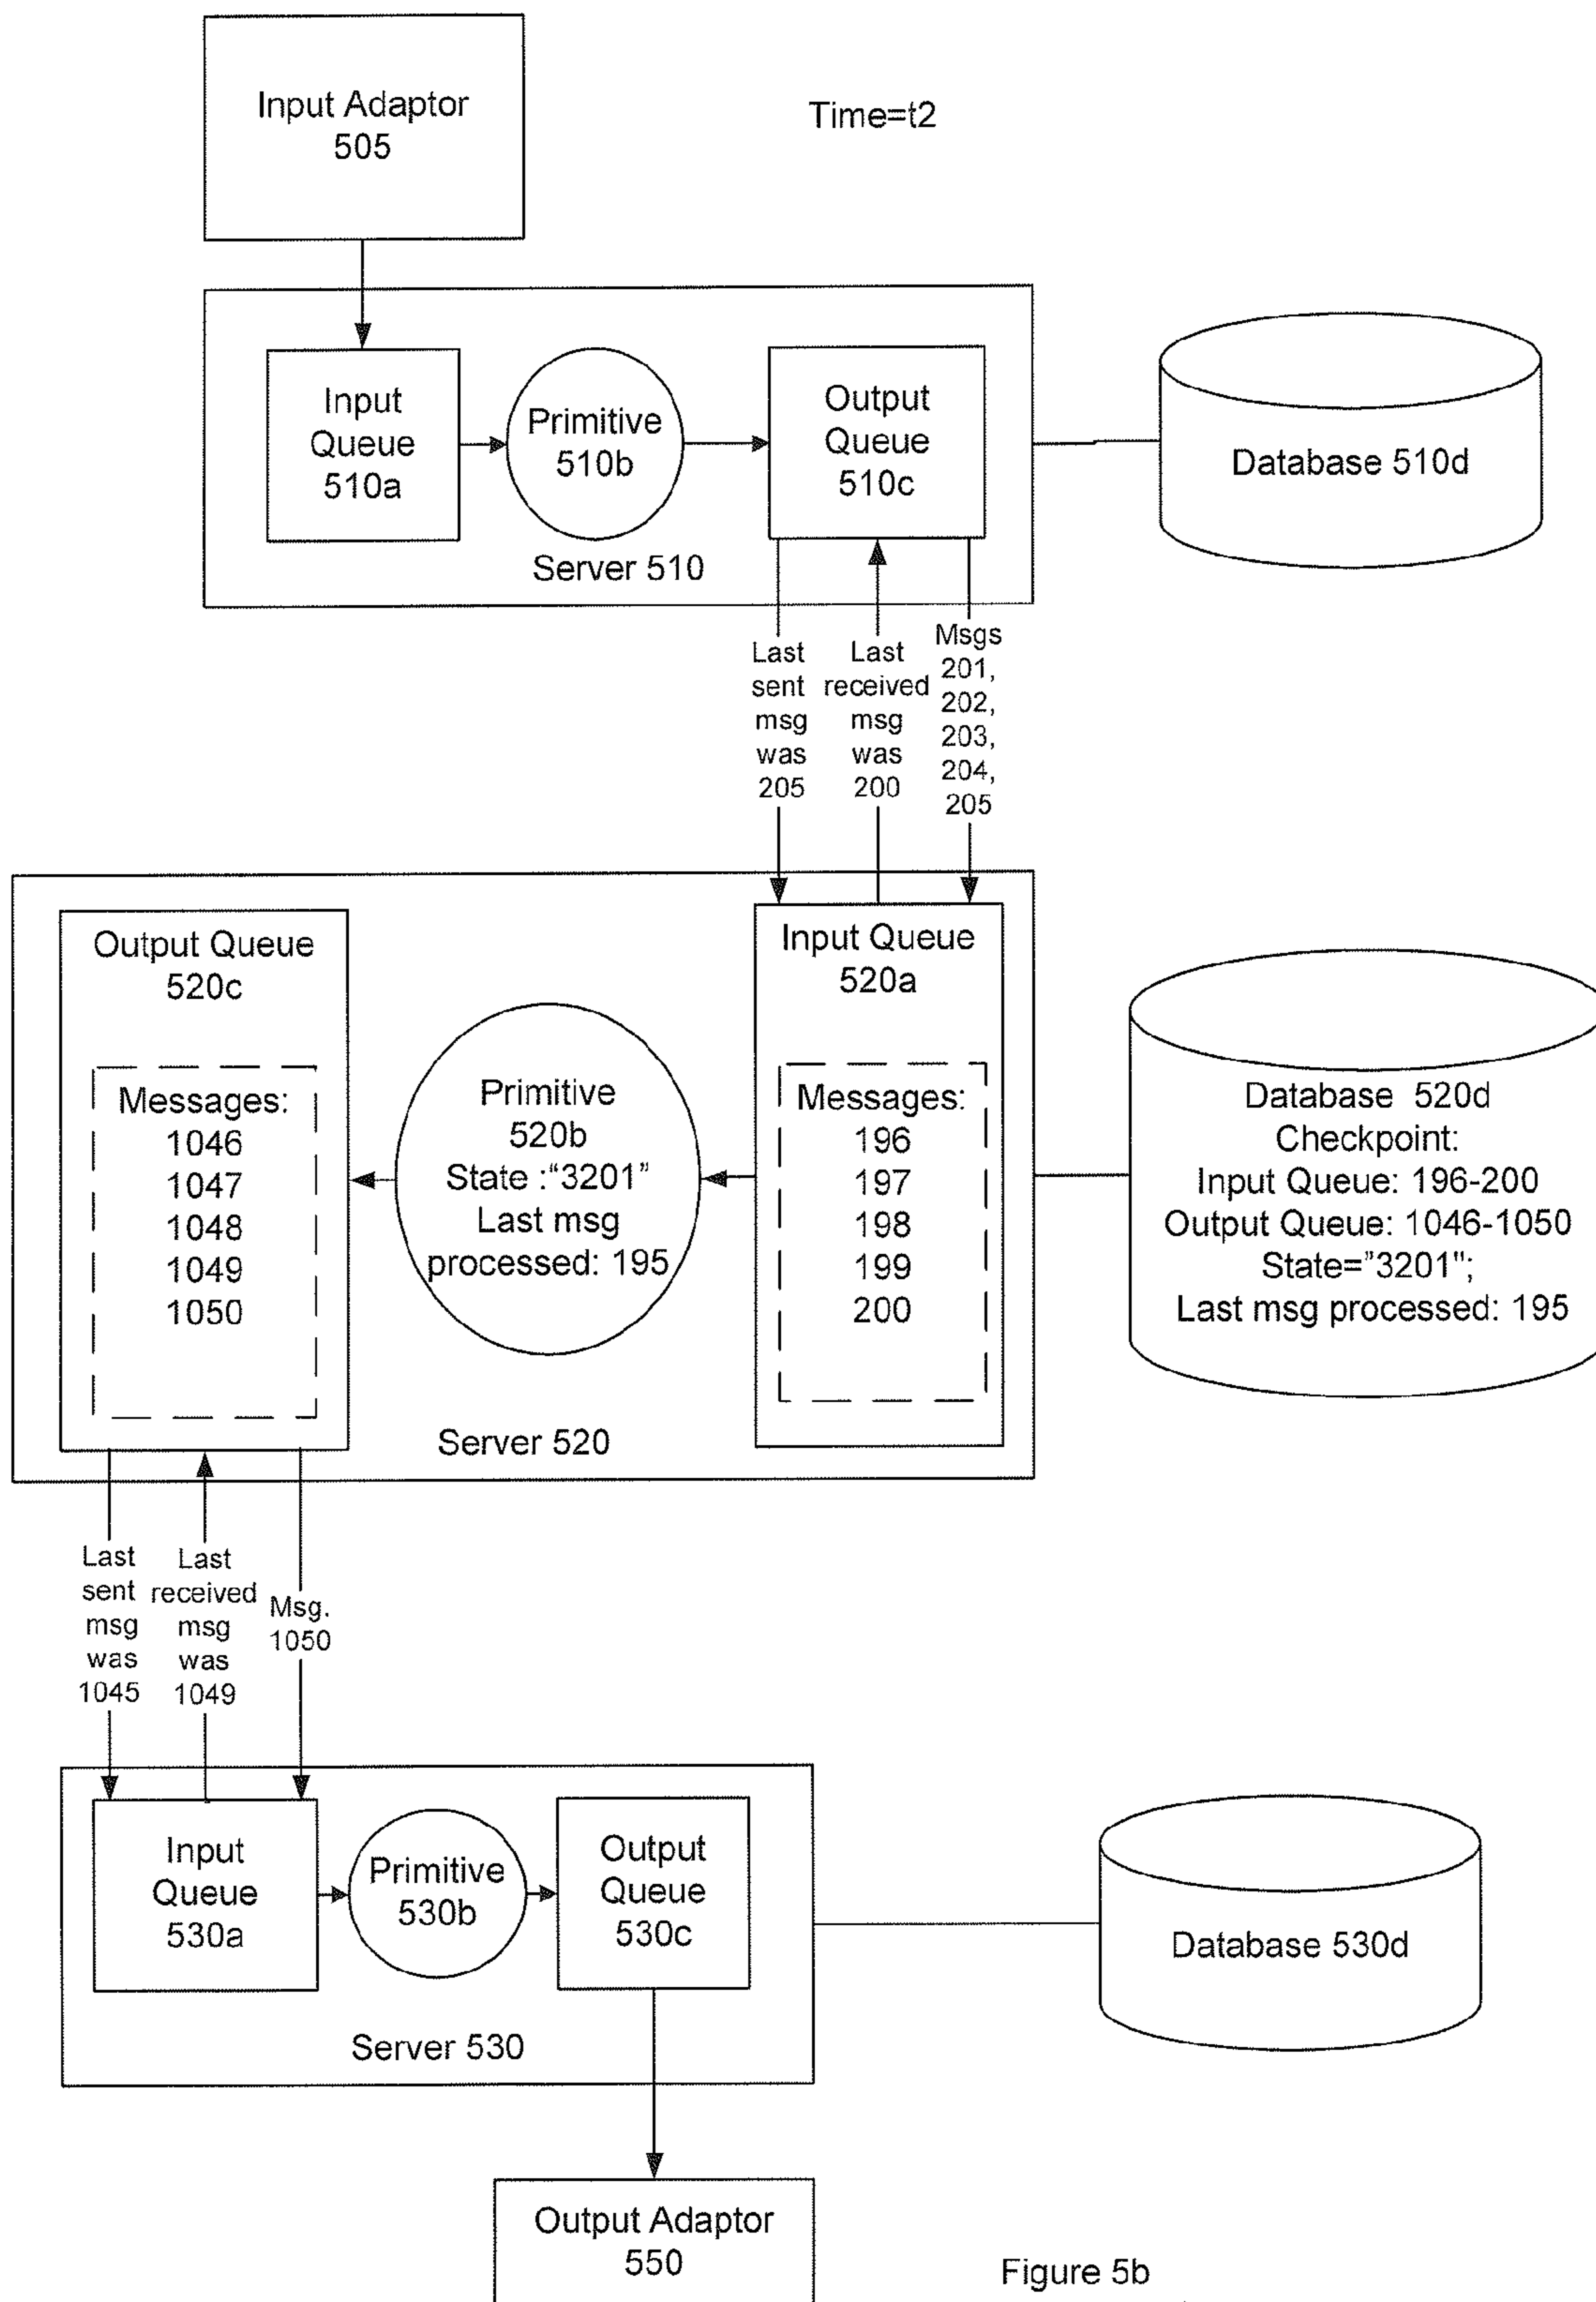 Input Adaptor
505
Time=t2
Input
Queue
510a
Primitive
510b
Output
Queue
510c
Server 510
Database 510d
Last
sent
msg
was
205
Last
received
msg
was
200
Msgs
201,
202,
203,
204,
205
Output Queue
520c
Messages:
1046
1047
1048
1049
1050
Primitive
520b
State :“3201”
Last msg
processed: 195
Input Queue
520a
Messages:
196
197
198
199
200
Server 520
Database 520d
Checkpoint:
Input Queue: 196-200
Output Queue: 1046-1050
State=”3201";
Last msg processed: 195
Last
sent
msg
was
1045
Last
received
msg
was
1049
Msg.
1050
Input
Queue
530a
Primitive
530b
Output
Queue
530c
Server 530
Database 530d
Output Adaptor
550
Figure 5b